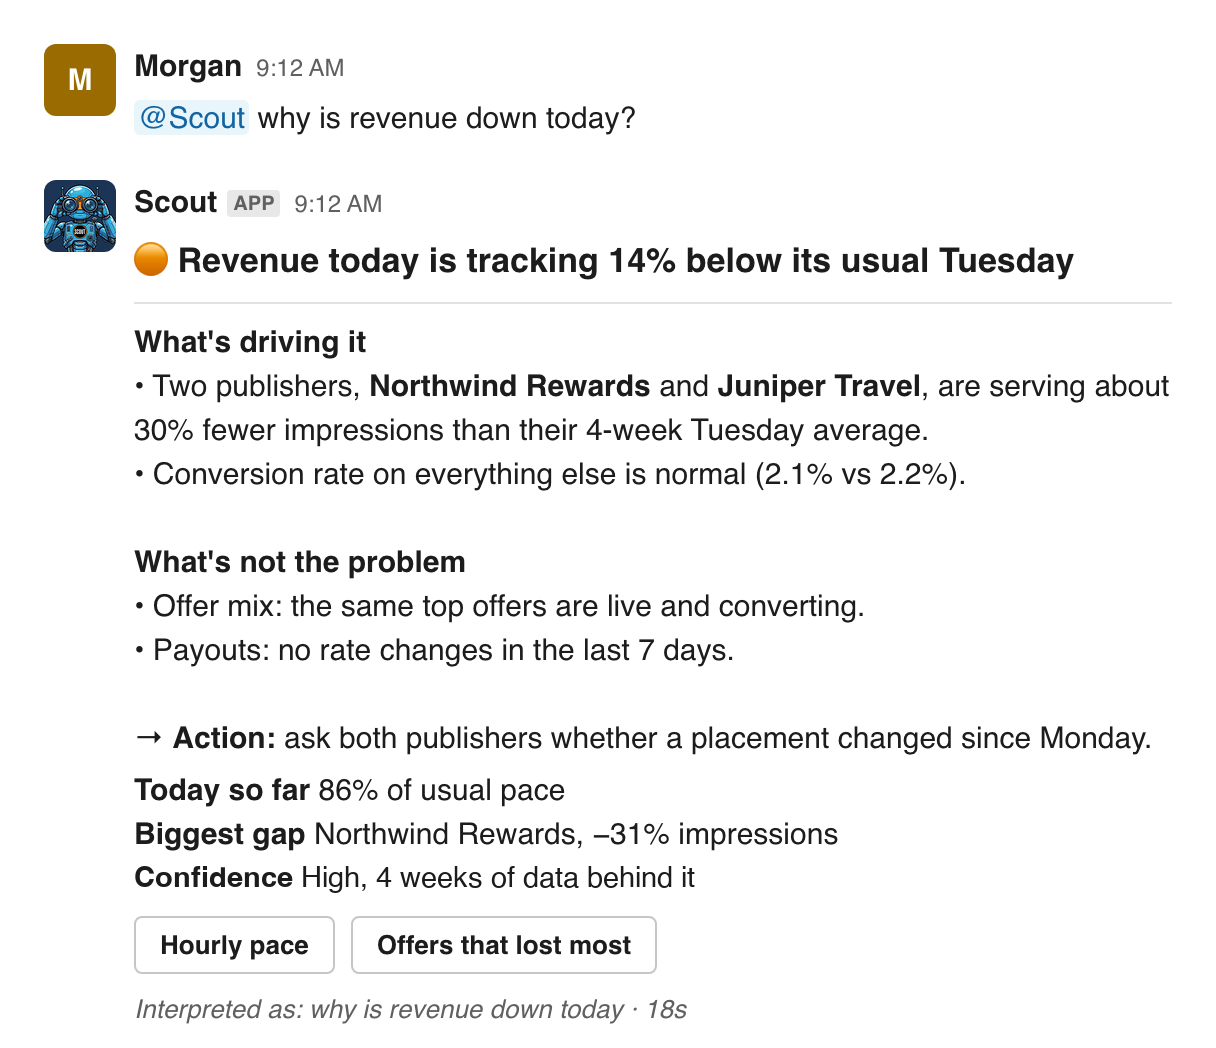 M
Morgan 9:12 AM
@Scout why is revenue down today?
SCOUT
Scout APP 9:12 AM
Revenue today is tracking 14% below its usual Tuesday
What's driving it
• Two publishers, Northwind Rewards and Juniper Travel, are serving about
30% fewer impressions than their 4-week Tuesday average.
• Conversion rate on everything else is normal (2.1% vs 2.2%).
What's not the problem
• Offer mix: the same top offers are live and converting.
• Payouts: no rate changes in the last 7 days.
→ Action: ask both publishers whether a placement changed since Monday.
Today so far 86% of usual pace
Biggest gap Northwind Rewards, −31% impressions
Confidence High, 4 weeks of data behind it
Hourly pace
Offers that lost most
Interpreted as: why is revenue down today · 18s